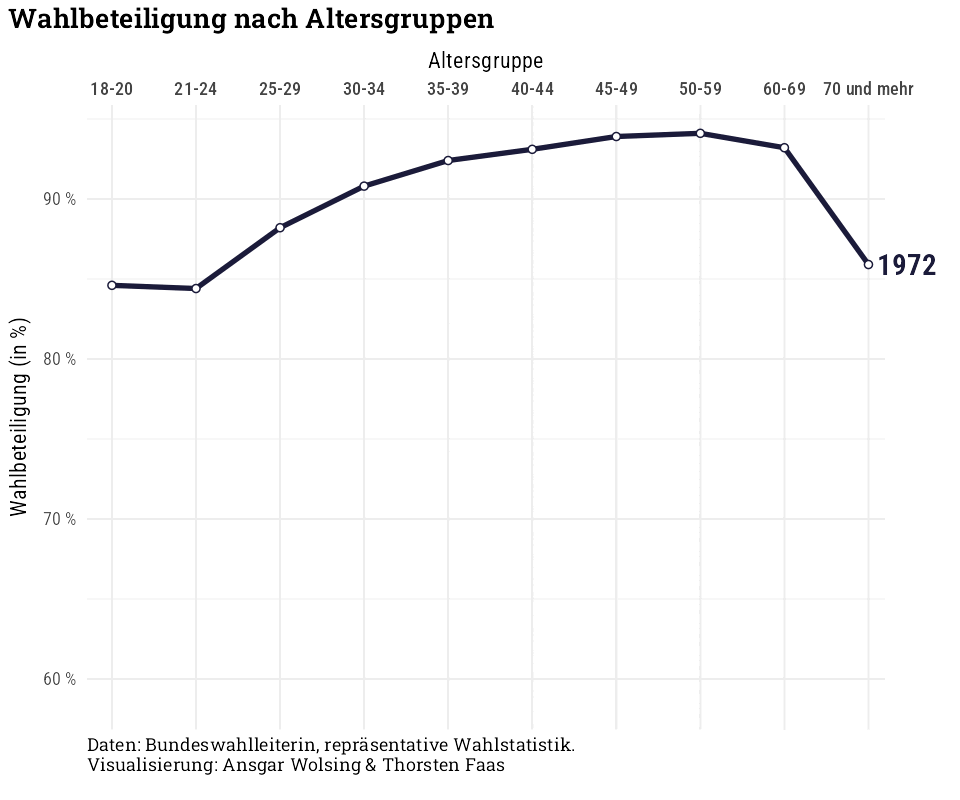 Wahlbeteiligung nach Altersgruppen
Altersgruppe
18-20 21-24 25-29 30-34 35-39 40-44 45-49 50-59 60-69 70 und mehr
90 %
1972
80 %
Wahlbeteiligung (in %)
70 %
60 %
Daten: Bundeswahlleiterin, repräsentative Wahlstatistik.
Visualisierung: Ansgar Wolsing & Thorsten Faas